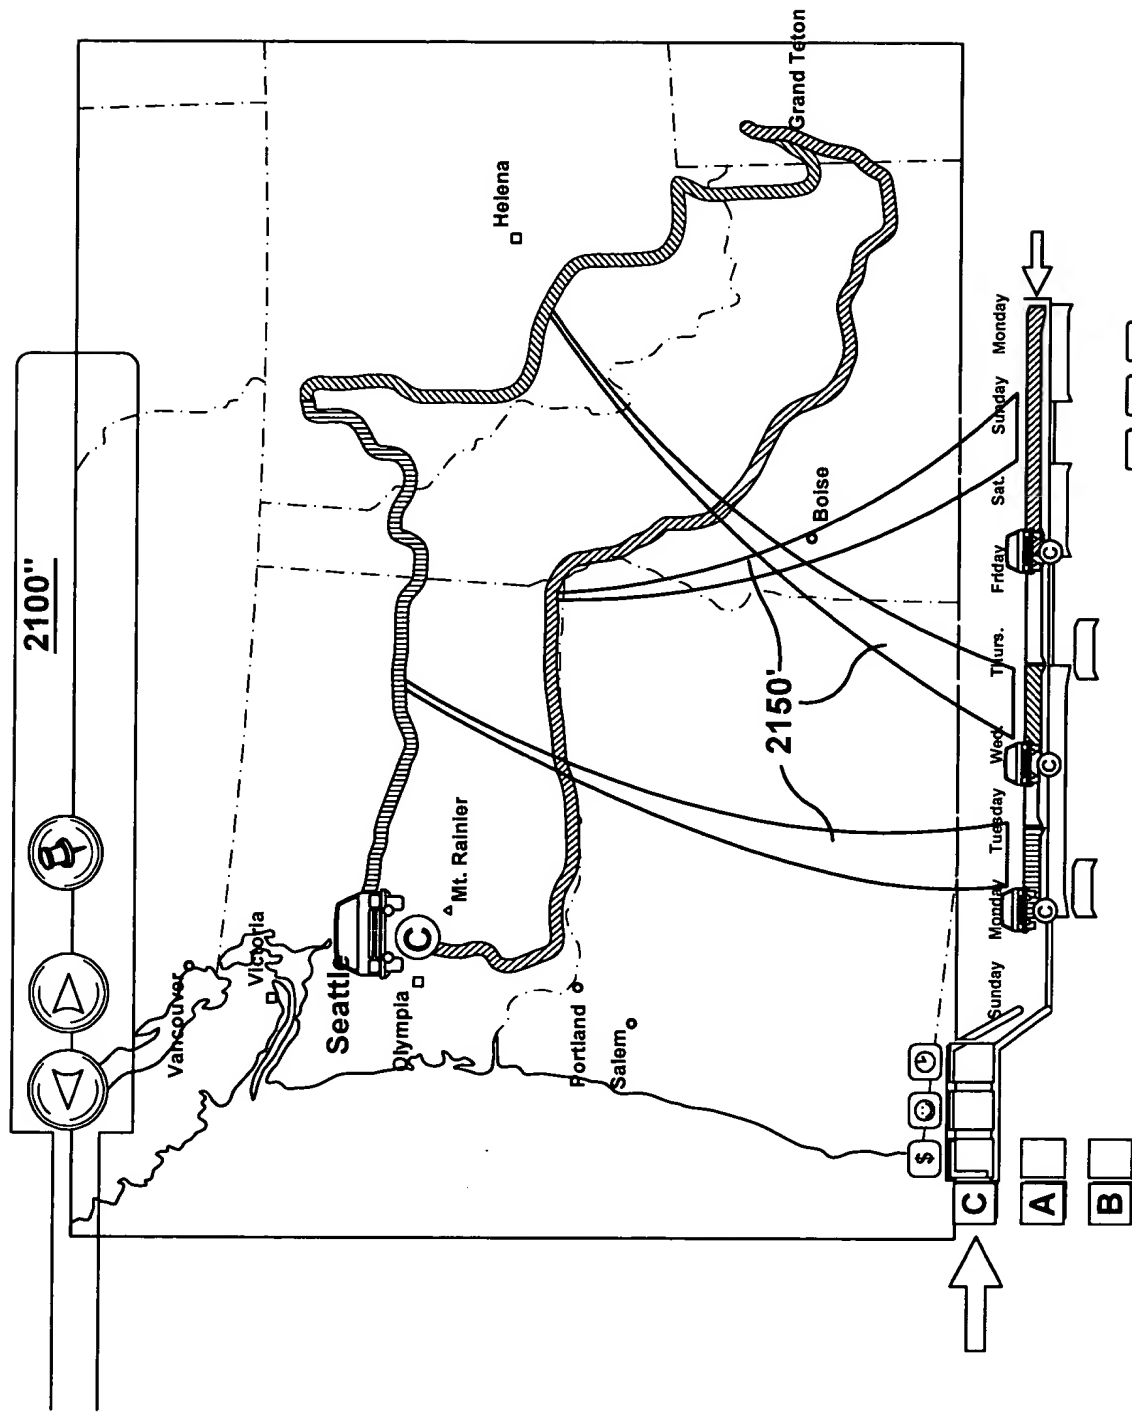 2100"
Vancouver
Victoria
Seattle
Olympia
Mt. Rainier
Portland
Salem
Helena
Grand Teton
Boise
2150'
C
$
Sunday
Monday
Tuesday
Wed.
Thurs.
Friday
Sat.
Sunday
Monday
C
C
C
C
A
B